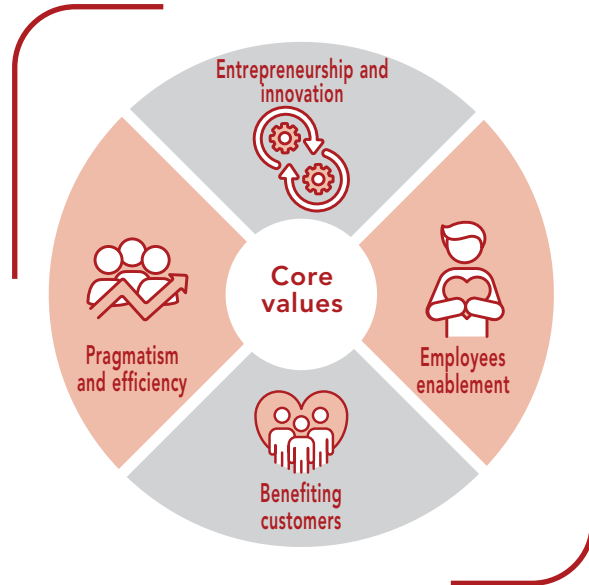 Entrepreneurship and
innovation
Core
values
Pragmatism
and efficiency
Employees
enablement
Benefiting
customers